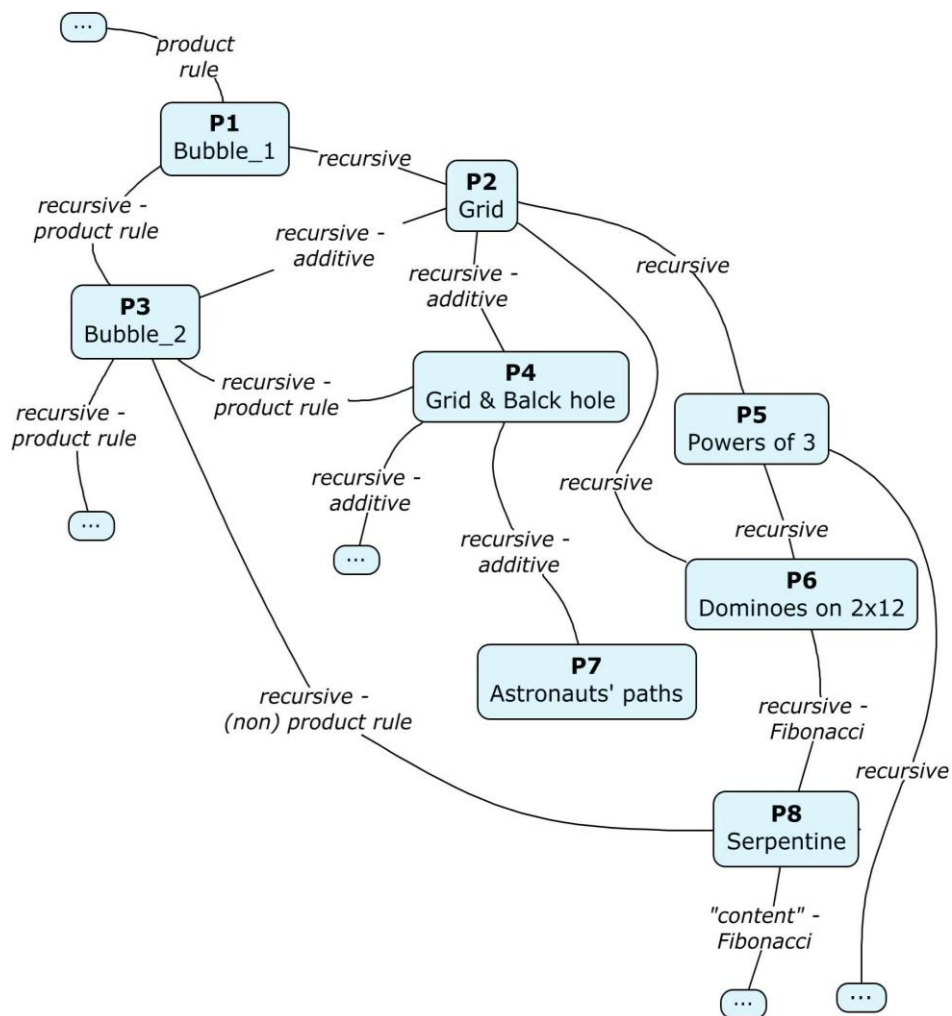 ...
product
rule
P1
Bubble_1
recursive
P2
Grid
recursive -
product rule
recursive -
additive
recursive -
additive
recursive
P3
Bubble_2
P4
Grid & Balck hole
recursive -
product rule
P5
Powers of 3
recursive -
product rule
recursive -
additive
recursive
...
...
recursive -
additive
recursive
P6
Dominoes on 2x12
P7
Astronauts' paths
recursive -
(non) product rule
recursive -
Fibonacci
recursive
P8
Serpentine
"content" -
Fibonacci
...
...